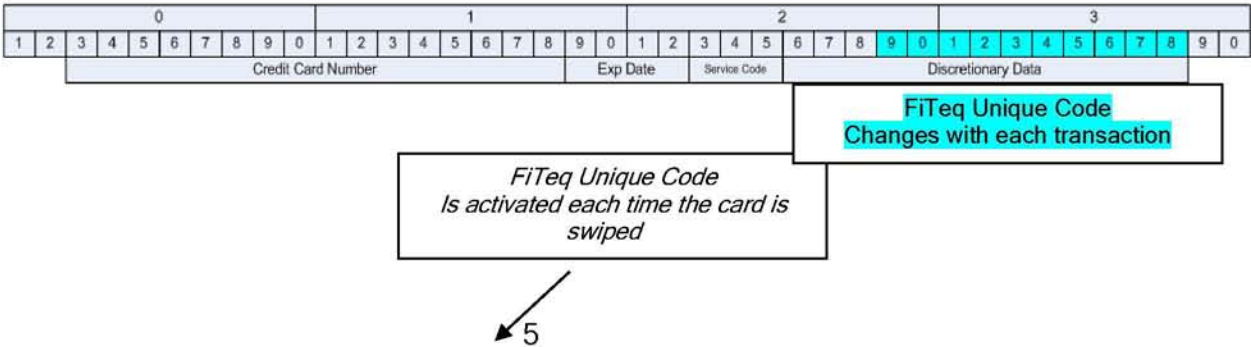 0 1 2 3
1 2 3 4 5 6 7 8 9 0 1 2 3 4 5 6 7 8 9 0 1 2 3 4 5 6 7 8 9 0 1 2 3 4 5 6 7 8 9 0
Credit Card Number Exp Date Service Code Discretionary Data
FiTeq Unique Code
Changes with each transaction
FiTeq Unique Code
Is activated each time the card is
swiped
5